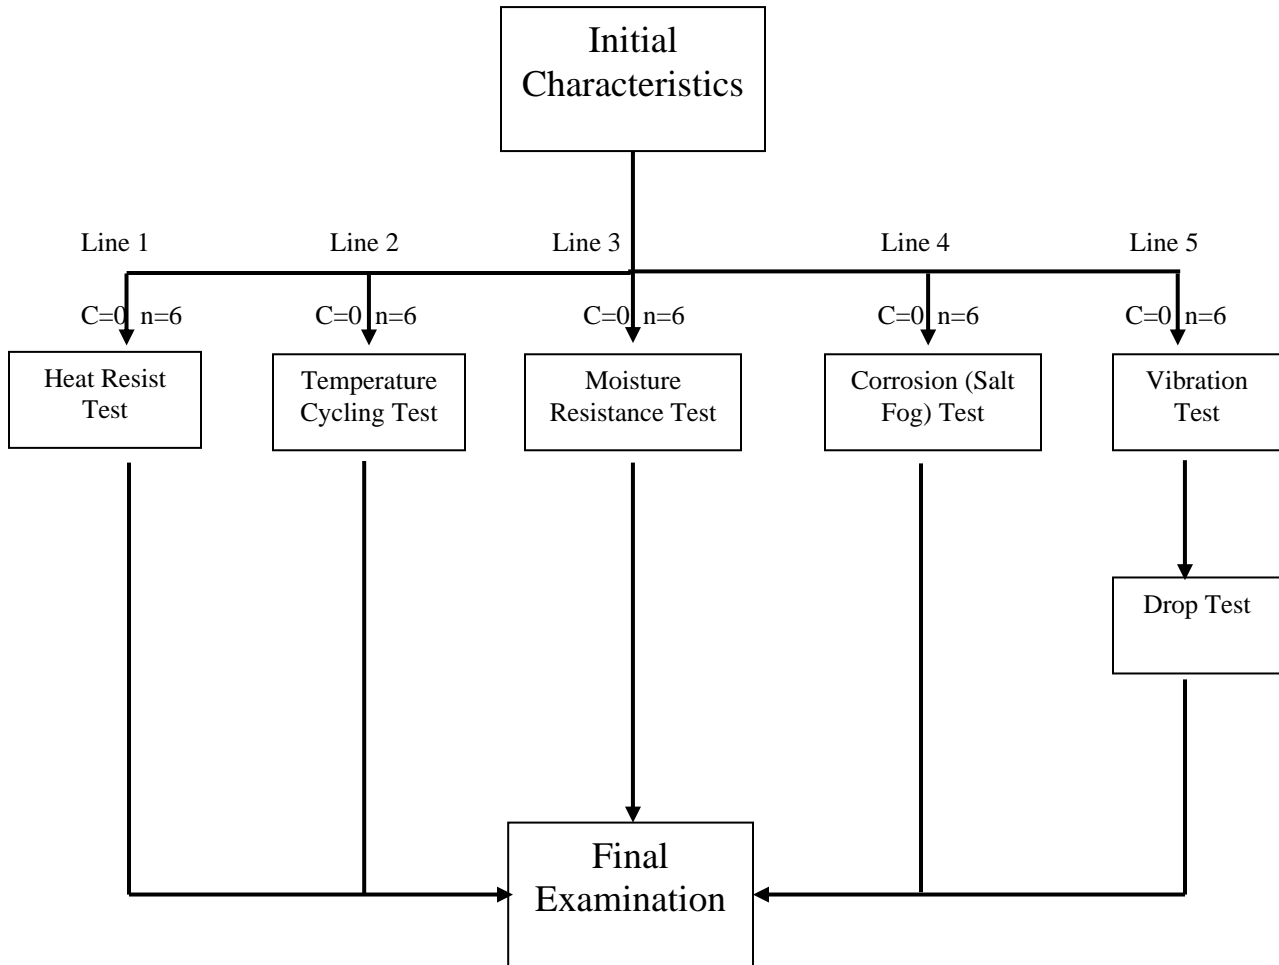 Initial
Characteristics
Line 1 Line 2 Line 3 Line 4 Line 5
C=0 n=6 C=0 n=6 C=0 n=6 C=0 n=6 C=0 n=6
Heat Resist
Test
Temperature
Cycling Test
Moisture
Resistance Test
Corrosion (Salt
Fog) Test
Vibration
Test
Drop Test
Final
Examination